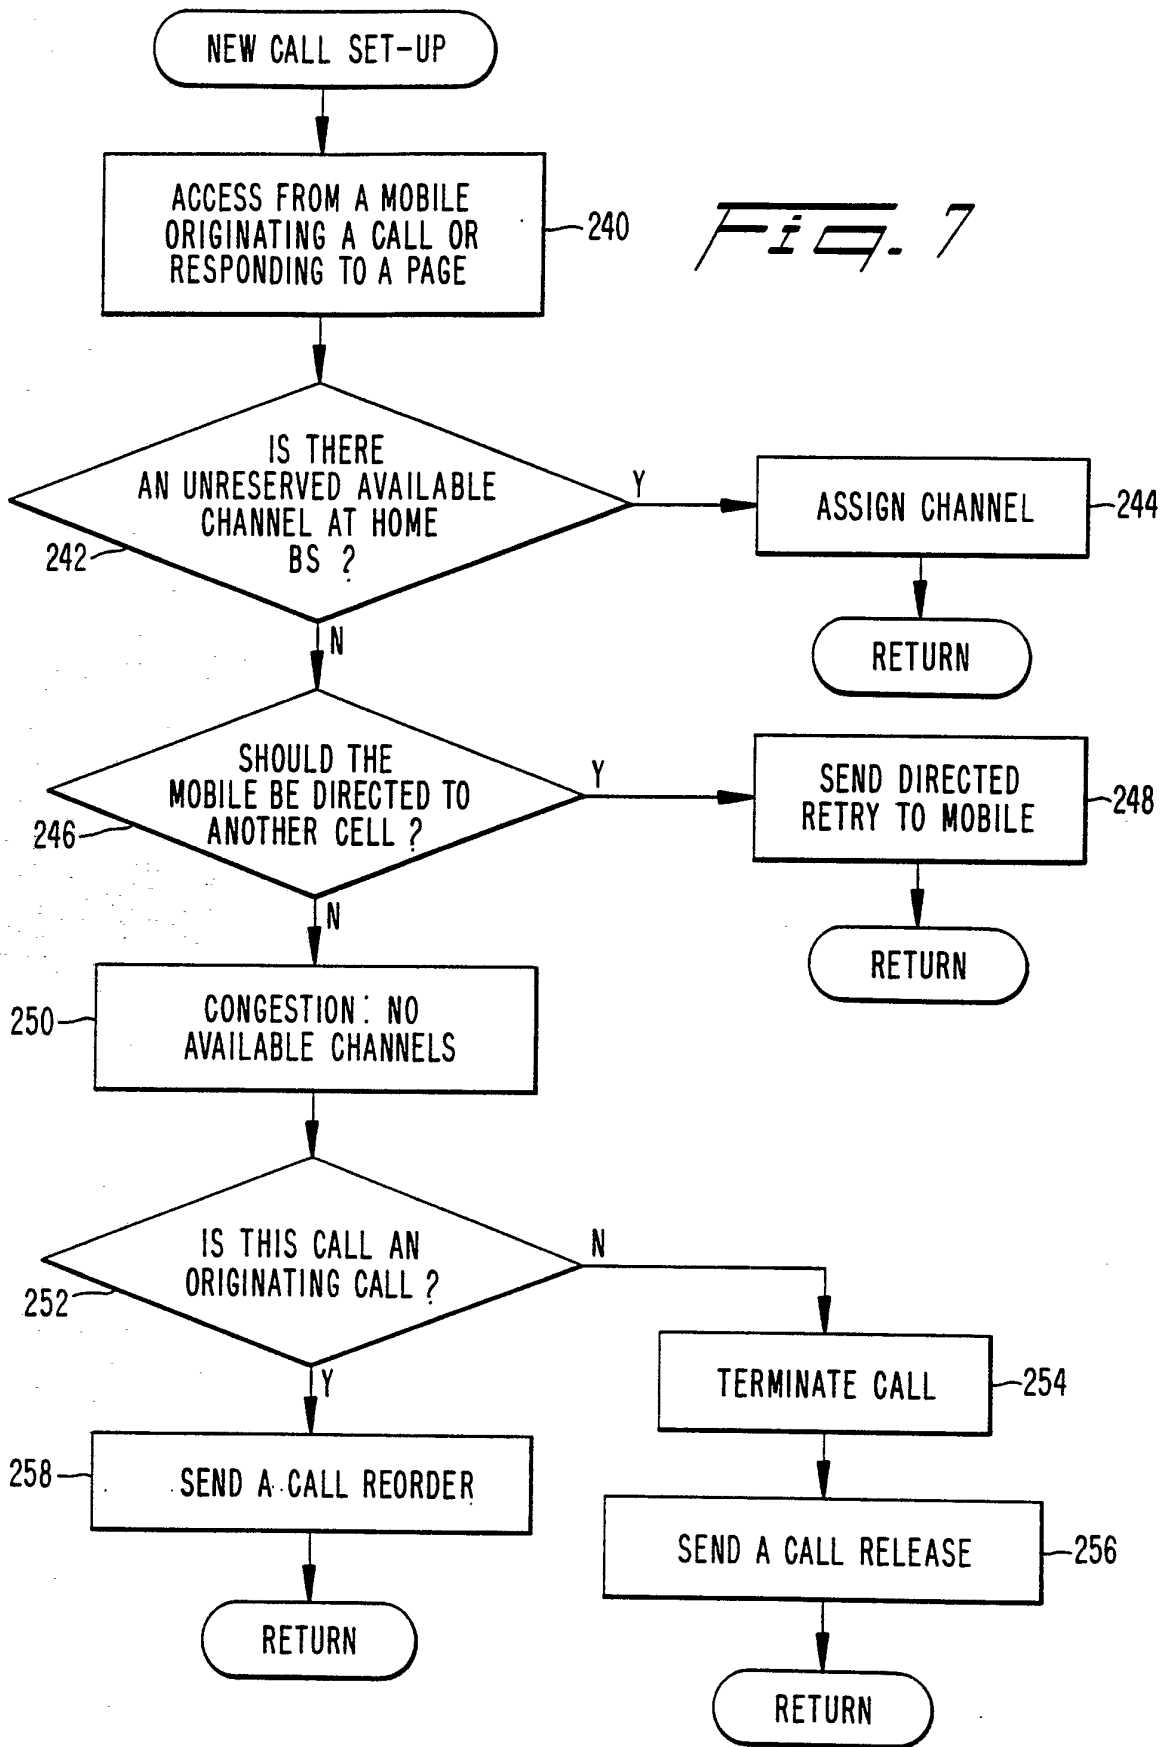 NEW CALL SET-UP
ACCESS FROM A MOBILE
ORIGINATING A CALL OR
RESPONDING TO A PAGE
240
Fig. 7
IS THERE
AN UNRESERVED AVAILABLE
CHANNEL AT HOME
BS ?
242
Y
ASSIGN CHANNEL
244
RETURN
N
SHOULD THE
MOBILE BE DIRECTED TO
ANOTHER CELL ?
246
Y
SEND DIRECTED
RETRY TO MOBILE
248
RETURN
N
CONGESTION: NO
AVAILABLE CHANNELS
250
IS THIS CALL AN
ORIGINATING CALL ?
252
N
TERMINATE CALL
254
Y
SEND A CALL REORDER
258
SEND A CALL RELEASE
256
RETURN
RETURN